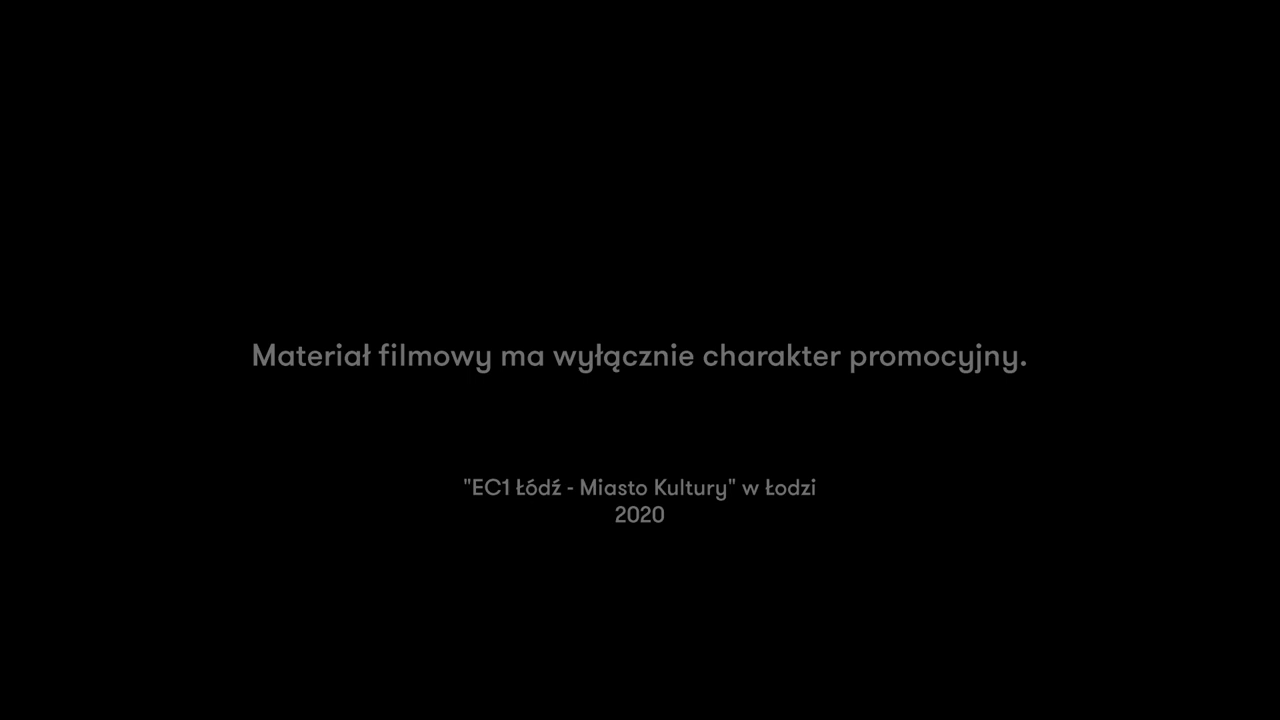 Materiał filmowy ma wyłącznie charakter promocyjny.
"EC1 Łódź - Miasto Kultury" w Łodzi
2020